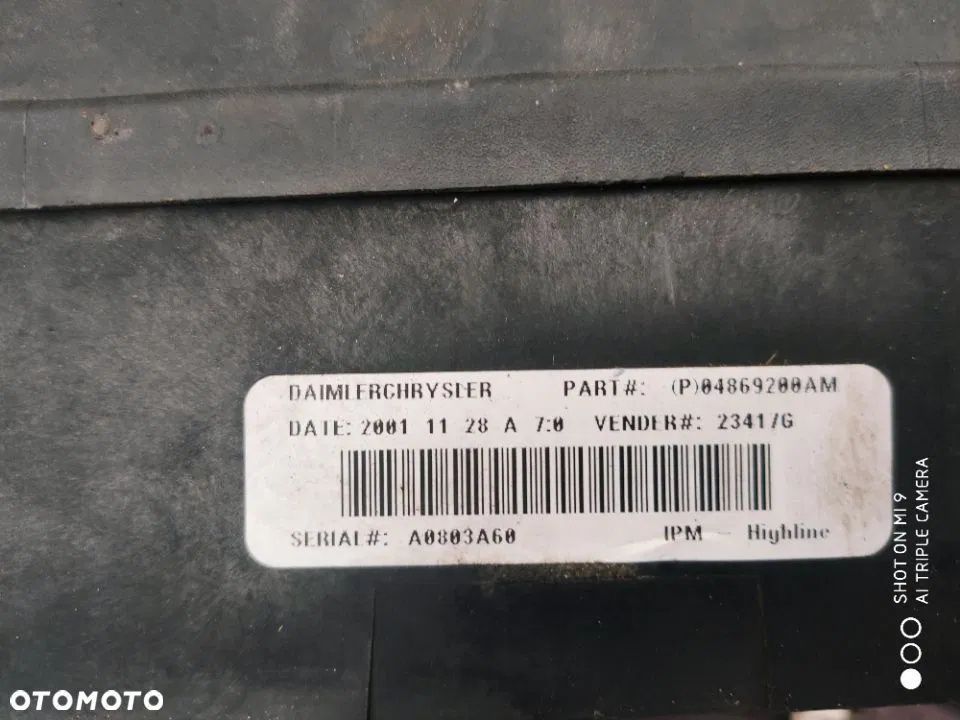 DAIMLERCHRYSLER PART#: (P)04869200AM
DATE: 2001 11 28 A 7:0 VENDER#: 23417G
SERIAL#: A0803A60 IPM Highline
SHOT ON MI 9
AI TRIPLE CAMERA
OTOMOTO